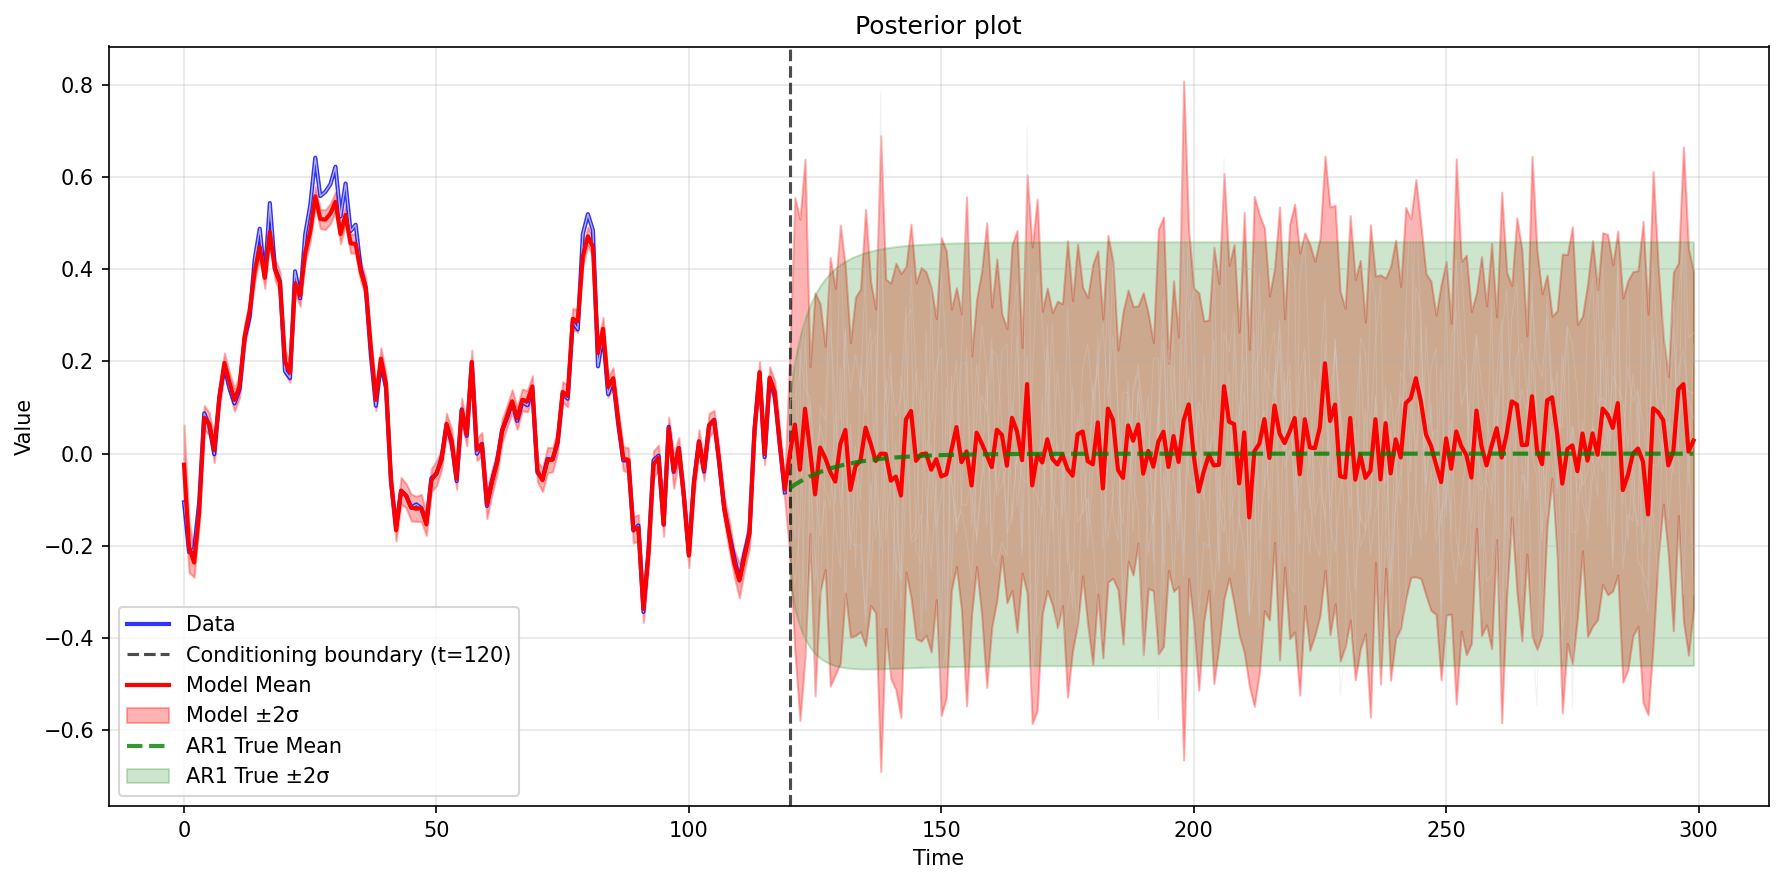 Posterior plot
Value
0.8
0.6
0.4
0.2
0.0
−0.2
−0.4
−0.6
Data
Conditioning boundary (t=120)
Model Mean
Model ±2σ
AR1 True Mean
AR1 True ±2σ
0 50 100 150 200 250 300
Time